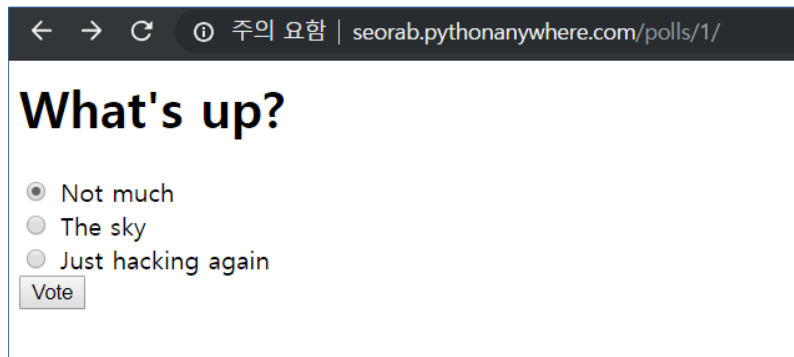 주의 요함 | seorab.pythonanywhere.com/polls/1/
What's up?
Not much
The sky
Just hacking again
Vote